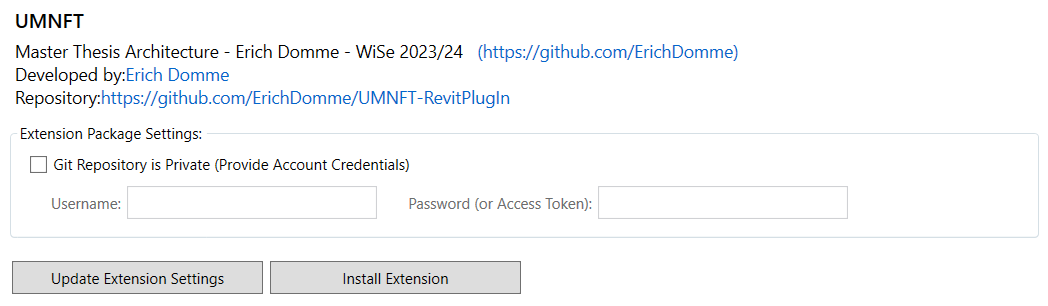 UMNFT
Master Thesis Architecture - Erich Domme - WiSe 2023/24 (https://github.com/ErichDomme)
Developed by:Erich Domme
Repository:https://github.com/ErichDomme/UMNFT-RevitPlugIn
Extension Package Settings:
Git Repository is Private (Provide Account Credentials)
Username: Password (or Access Token):
Update Extension Settings Install Extension